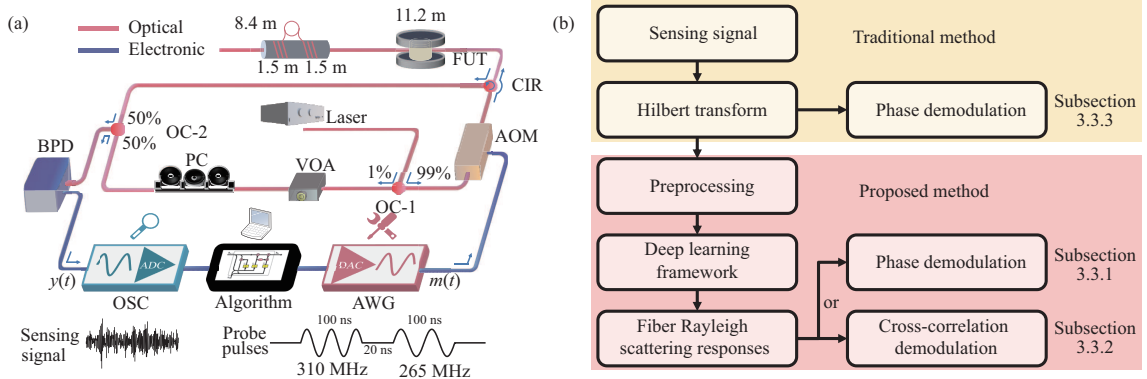 (a)
Optical
Electronic
8.4 m
11.2 m
1.5 m 1.5 m
FUT
CIR
Laser
AOM
50%
50%
OC-2
BPD
PC
VOA
1% 99%
OC-1
ADC
DAC
y(t)
OSC
Algorithm
AWG
m(t)
Sensing
signal
Probe
pulses
100 ns
100 ns
20 ns
310 MHz
265 MHz
(b)
Sensing signal
Traditional method
Hilbert transform
Phase demodulation
Subsection
3.3.3
Preprocessing
Proposed method
Deep learning
framework
Phase demodulation
Subsection
3.3.1
or
Fiber Rayleigh
scattering responses
Cross-correlation
demodulation
Subsection
3.3.2